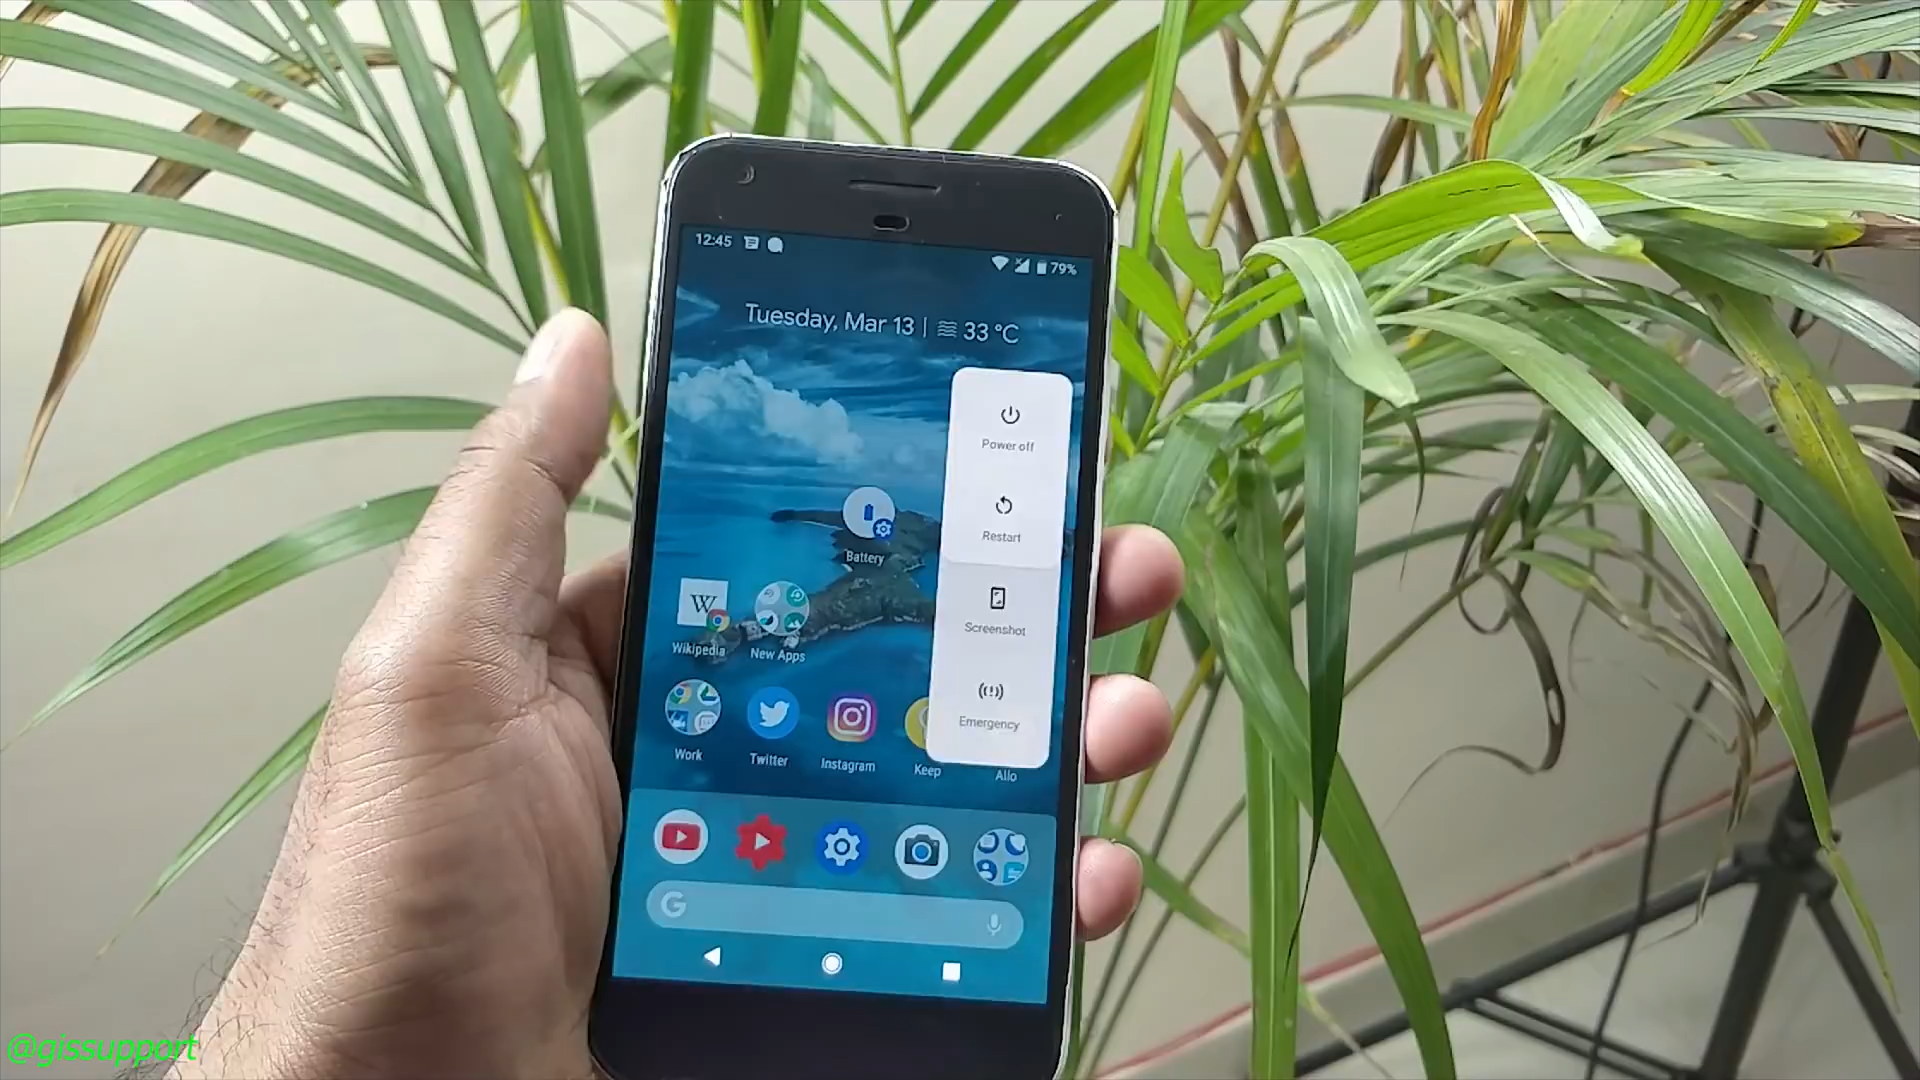 12:45
79%
Tuesday, Mar 13 | 33 °C
Power off
Restart
Screenshot
Emergency
Battery
W
Wikipedia
New Apps
Work
Twitter
Instagram
Keep
Allo
G
@gissupport